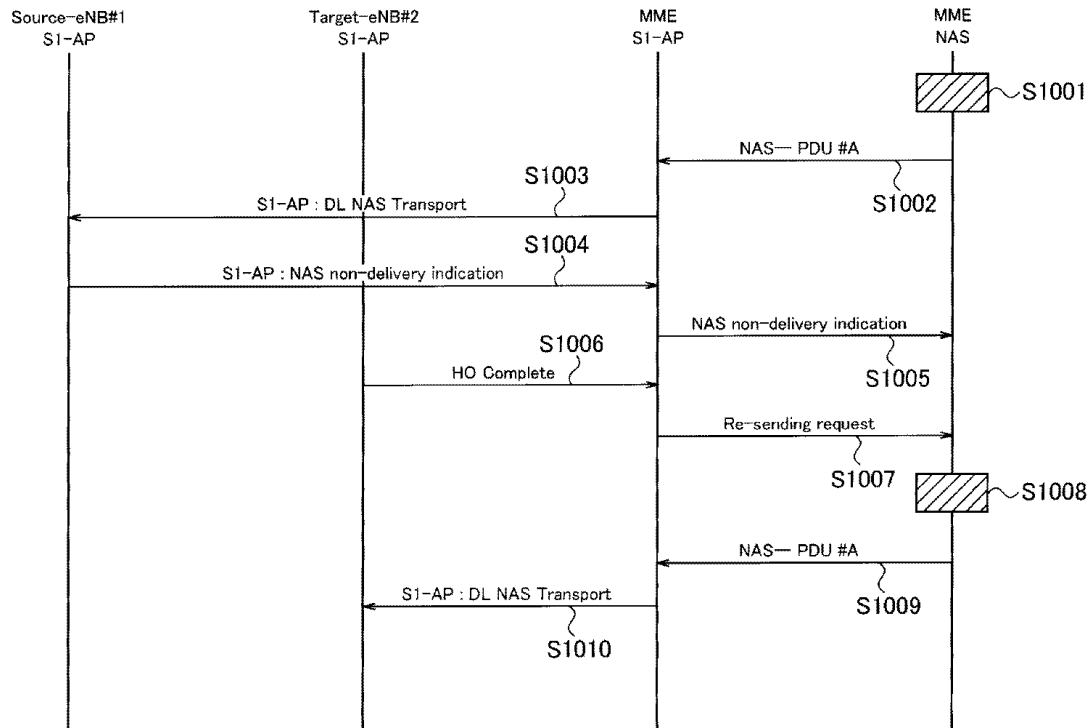 Source-eNB#1
S1-AP
Target-eNB#2
S1-AP
MME
S1-AP
MME
NAS
S1001
NAS— PDU #A
S1002
S1003
S1-AP : DL NAS Transport
S1004
S1-AP : NAS non-delivery indication
NAS non-delivery indication
S1005
S1006
HO Complete
Re-sending request
S1007
S1008
NAS— PDU #A
S1009
S1-AP : DL NAS Transport
S1010